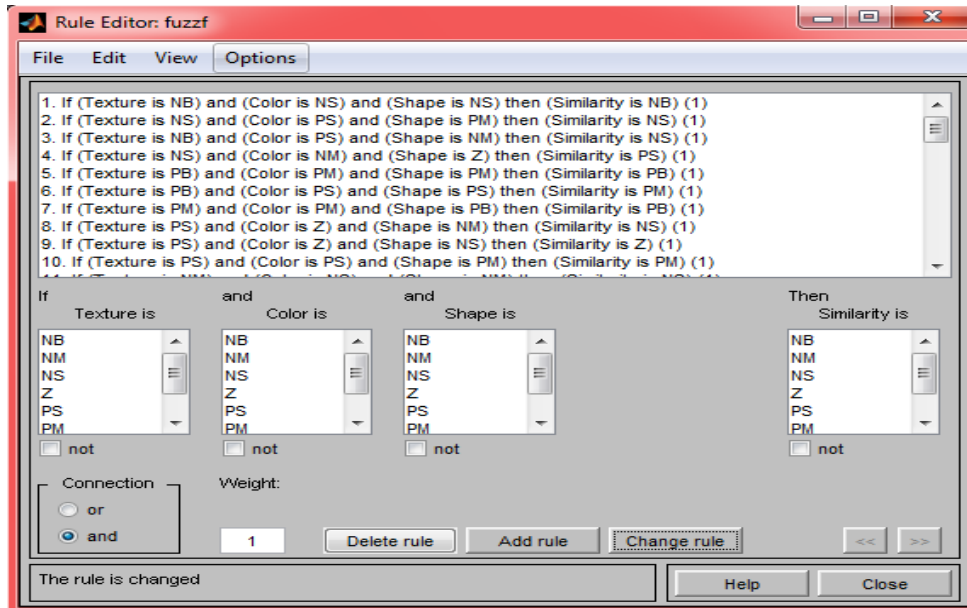 Rule Editor: fuzzf
File Edit View Options
1. If (Texture is NB) and (Color is NS) and (Shape is NS) then (Similarity is NB) (1)
2. If (Texture is NS) and (Color is PS) and (Shape is PM) then (Similarity is NS) (1)
3. If (Texture is NB) and (Color is PS) and (Shape is NM) then (Similarity is NS) (1)
4. If (Texture is NS) and (Color is NM) and (Shape is Z) then (Similarity is PS) (1)
5. If (Texture is PB) and (Color is PM) and (Shape is PM) then (Similarity is PB) (1)
6. If (Texture is PB) and (Color is PS) and (Shape is PS) then (Similarity is PM) (1)
7. If (Texture is PM) and (Color is PM) and (Shape is PB) then (Similarity is PB) (1)
8. If (Texture is PS) and (Color is Z) and (Shape is NM) then (Similarity is NS) (1)
9. If (Texture is PS) and (Color is Z) and (Shape is NS) then (Similarity is Z) (1)
10. If (Texture is PS) and (Color is PS) and (Shape is PM) then (Similarity is PM) (1)
If and and Then
Texture is Color is Shape is Similarity is
NB NB NB NB
NM NM NM NM
NS NS NS NS
Z Z Z Z
PS PS PS PS
PM PM PM PM
not not not not
Connection Weight:
or
and 1 Delete rule Add rule Change rule << >>
The rule is changed Help Close